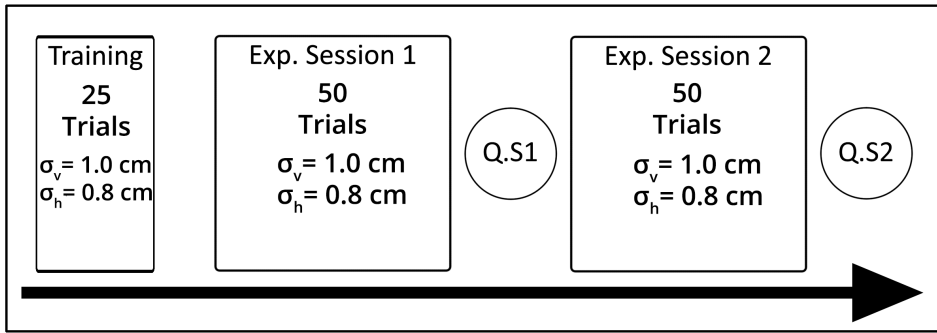 Training
25
Trials
σv= 1.0 cm
σh= 0.8 cm
Exp. Session 1
50
Trials
σv= 1.0 cm
σh= 0.8 cm
Q.S1
Exp. Session 2
50
Trials
σv= 1.0 cm
σh= 0.8 cm
Q.S2